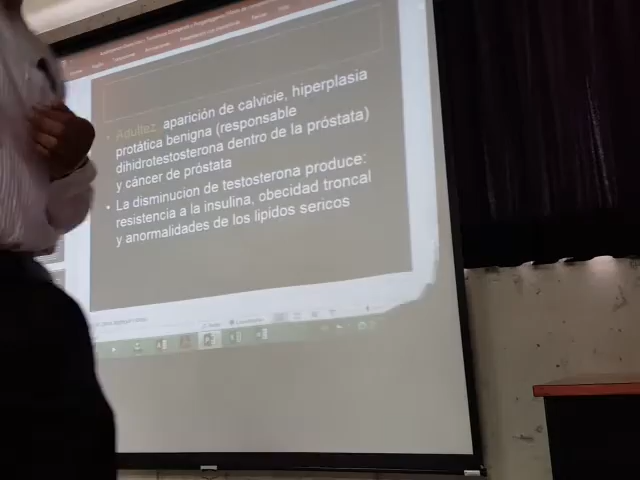 • Adultez: aparición de calvicie, hiperplasia
protática benigna (responsable
dihidrotestosterona dentro de la próstata)
y cáncer de próstata
• La disminucion de testosterona produce:
resistencia a la insulina, obecidad troncal
y anormalidades de los lipidos sericos